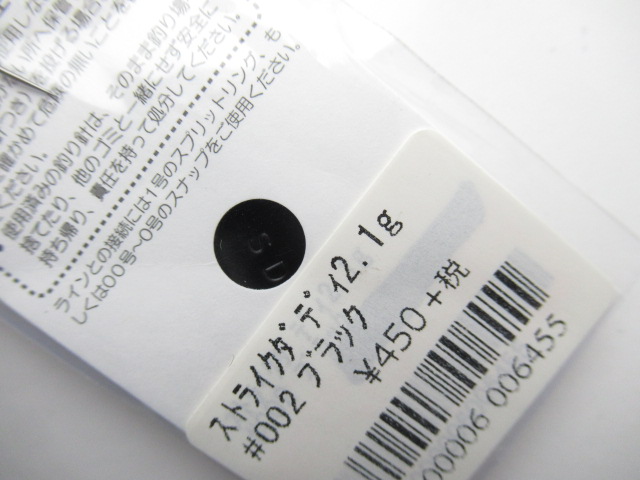 使用済みの釣り針は、そのまま釣り場
捨てたり、他のゴミと一緒にせず安全に
持ち帰り、責任を持って処分してください。
ラインとの接続には1号のスプリットリング、も
しくは00号〜0号のスナップをご使用ください。
SU
ストライクダディ2.1g
#002 ブラック
¥450+税
00006 006455